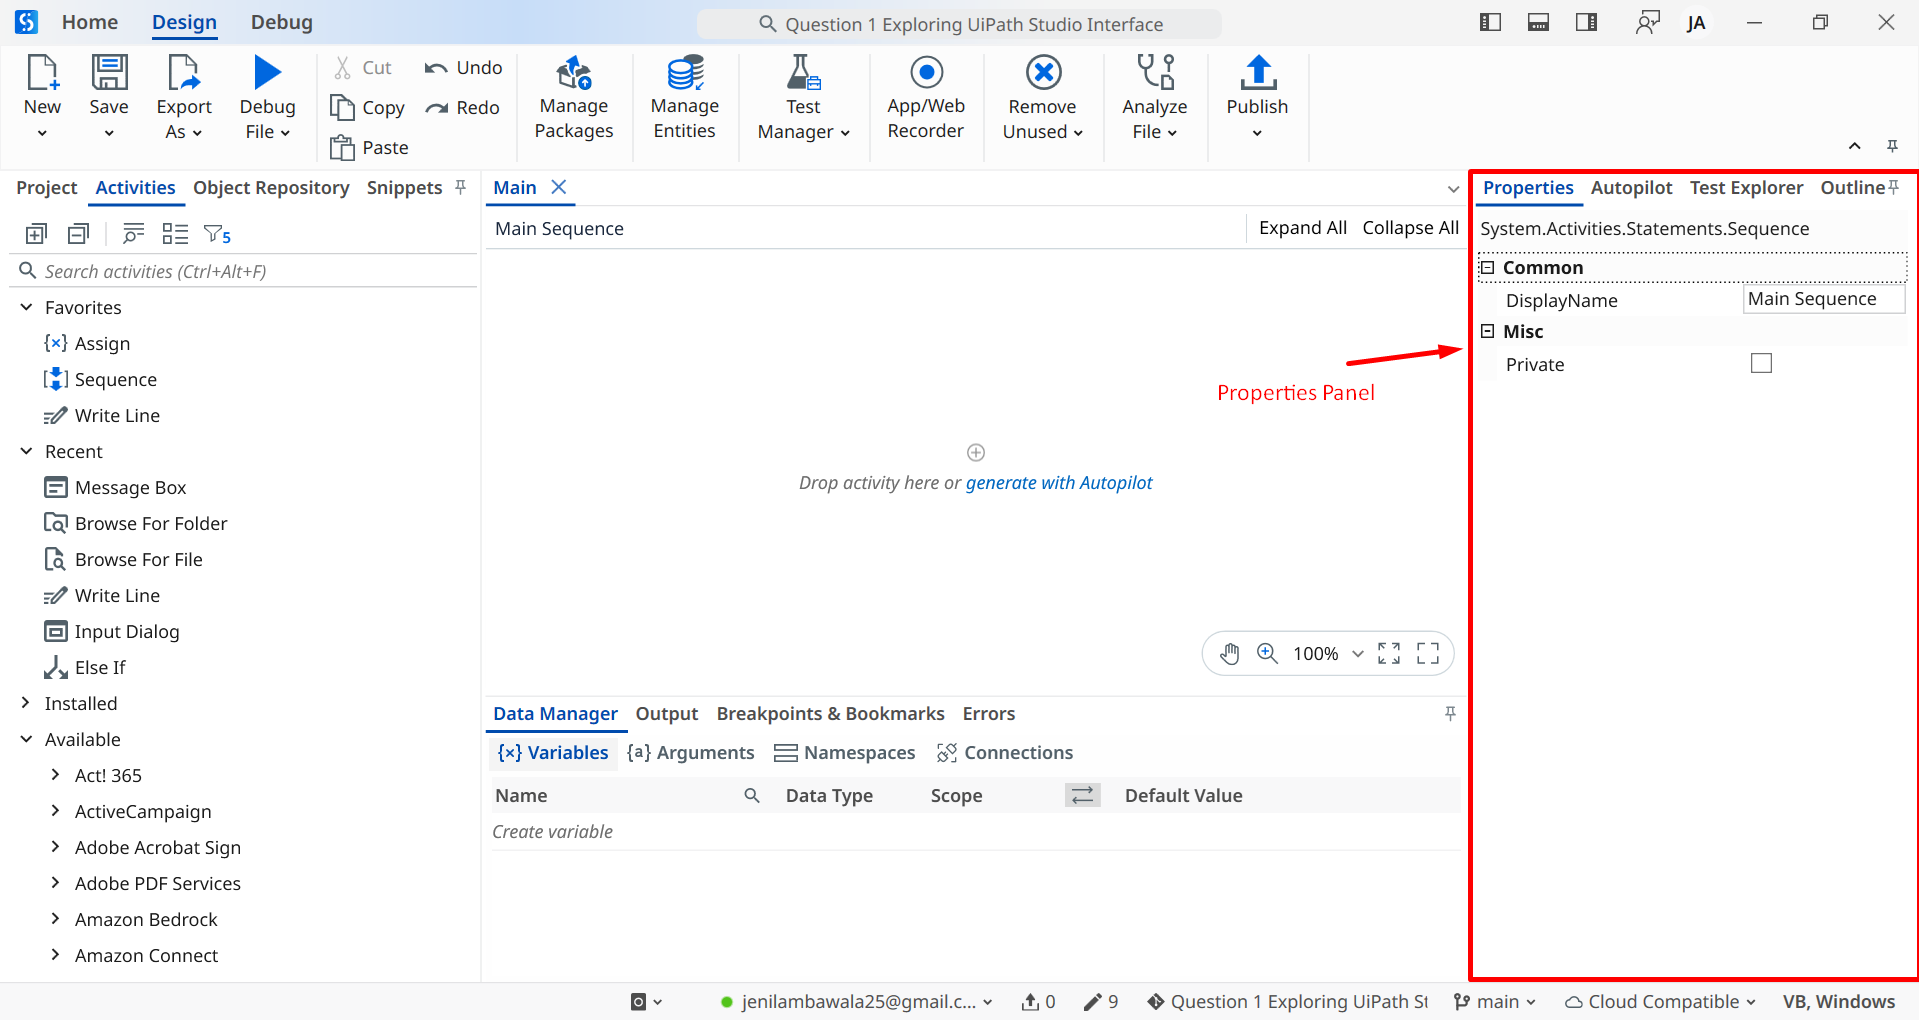 Home Design Debug
Question 1 Exploring UiPath Studio Interface
JA
New
Save
Export As
Debug File
Cut
Copy
Paste
Undo
Redo
Manage Packages
Manage Entities
Test Manager
App/Web Recorder
Remove Unused
Analyze File
Publish
Project Activities Object Repository Snippets
5
Search activities (Ctrl+Alt+F)
Favorites
Assign
Sequence
Write Line
Recent
Message Box
Browse For Folder
Browse For File
Write Line
Input Dialog
Else If
Installed
Available
Act! 365
ActiveCampaign
Adobe Acrobat Sign
Adobe PDF Services
Amazon Bedrock
Amazon Connect
Main
Main Sequence
Expand All Collapse All
Properties Panel
Drop activity here or generate with Autopilot
100%
Data Manager Output Breakpoints & Bookmarks Errors
{x} Variables {a} Arguments Namespaces Connections
Name Data Type Scope Default Value
Create variable
Properties Autopilot Test Explorer Outline
System.Activities.Statements.Sequence
Common
DisplayName Main Sequence
Misc
Private
jenilambawala25@gmail.c... 0 9 Question 1 Exploring UiPath St main Cloud Compatible VB, Windows